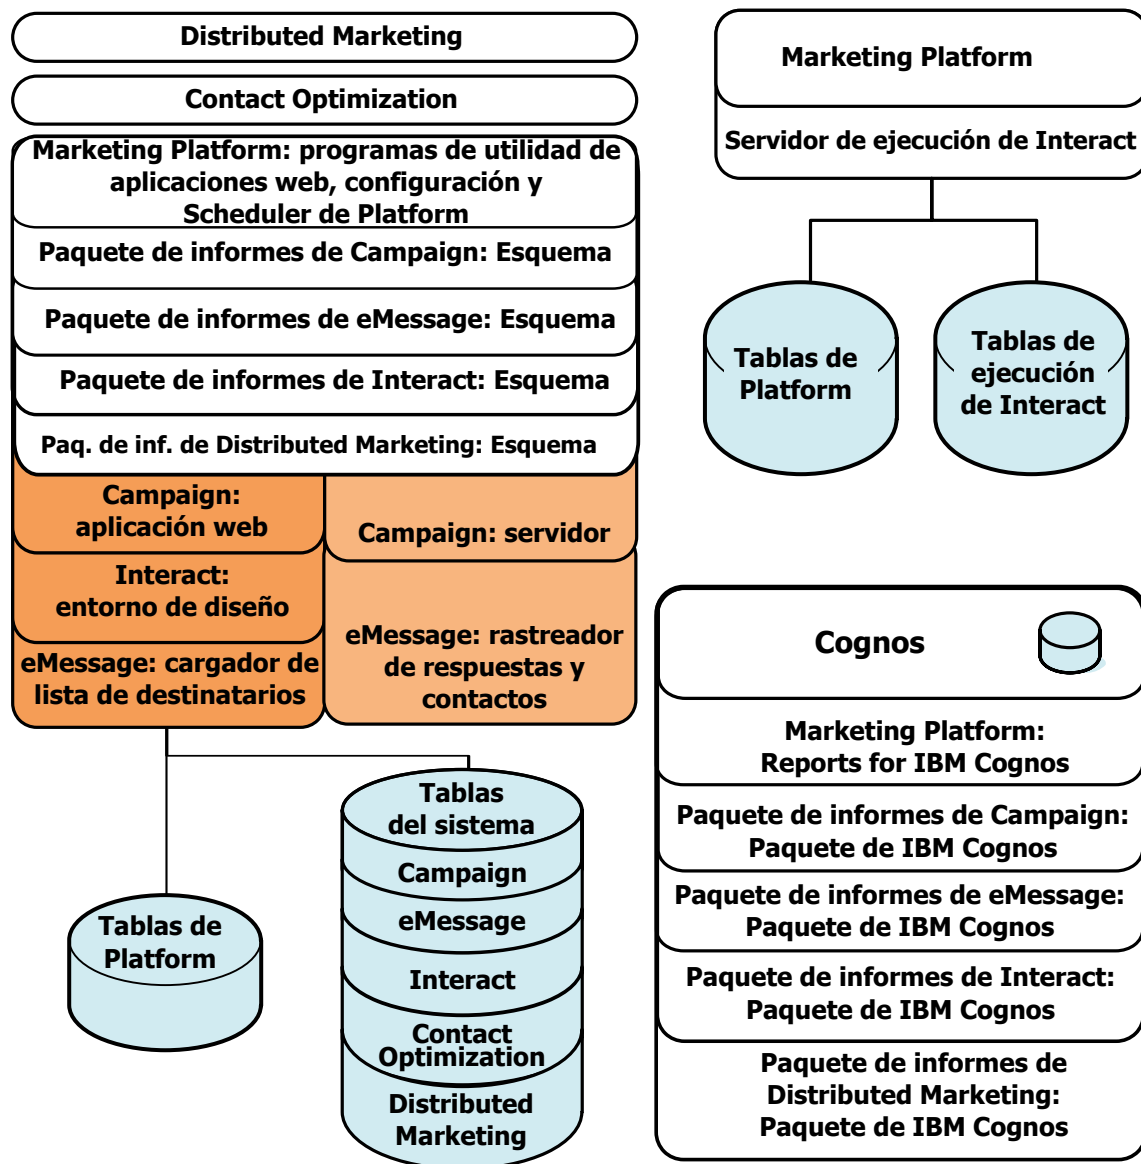 Distributed Marketing
Contact Optimization
Marketing Platform: programas de utilidad de
aplicaciones web, configuración y
Scheduler de Platform
Paquete de informes de Campaign: Esquema
Paquete de informes de eMessage: Esquema
Paquete de informes de Interact: Esquema
Paq. de inf. de Distributed Marketing: Esquema
Campaign:
aplicación web
Interact:
entorno de diseño
eMessage: cargador de
lista de destinatarios
Campaign: servidor
eMessage: rastreador
de respuestas y
contactos
Tablas de
Platform
Tablas
del sistema
Campaign
eMessage
Interact
Contact
Optimization
Distributed
Marketing
Marketing Platform
Servidor de ejecución de Interact
Tablas de
Platform
Tablas de
ejecución
de Interact
Cognos
Marketing Platform:
Reports for IBM Cognos
Paquete de informes de Campaign:
Paquete de IBM Cognos
Paquete de informes de eMessage:
Paquete de IBM Cognos
Paquete de informes de Interact:
Paquete de IBM Cognos
Paquete de informes de
Distributed Marketing:
Paquete de IBM Cognos